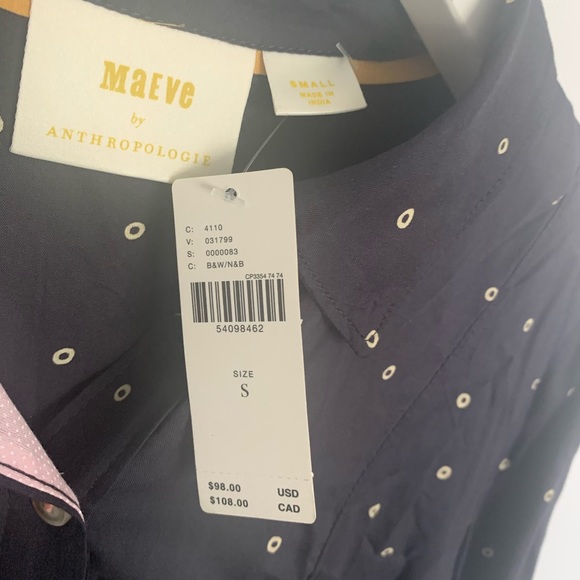 MaEve
by
ANTHROPOLOGIE
SMALL
MADE IN
INDIA
C: 4110
V: 031799
S: 0000083
C: B&W/N&B
CP3354 74 74
54098462
SIZE
S
$98.00 USD
$108.00 CAD